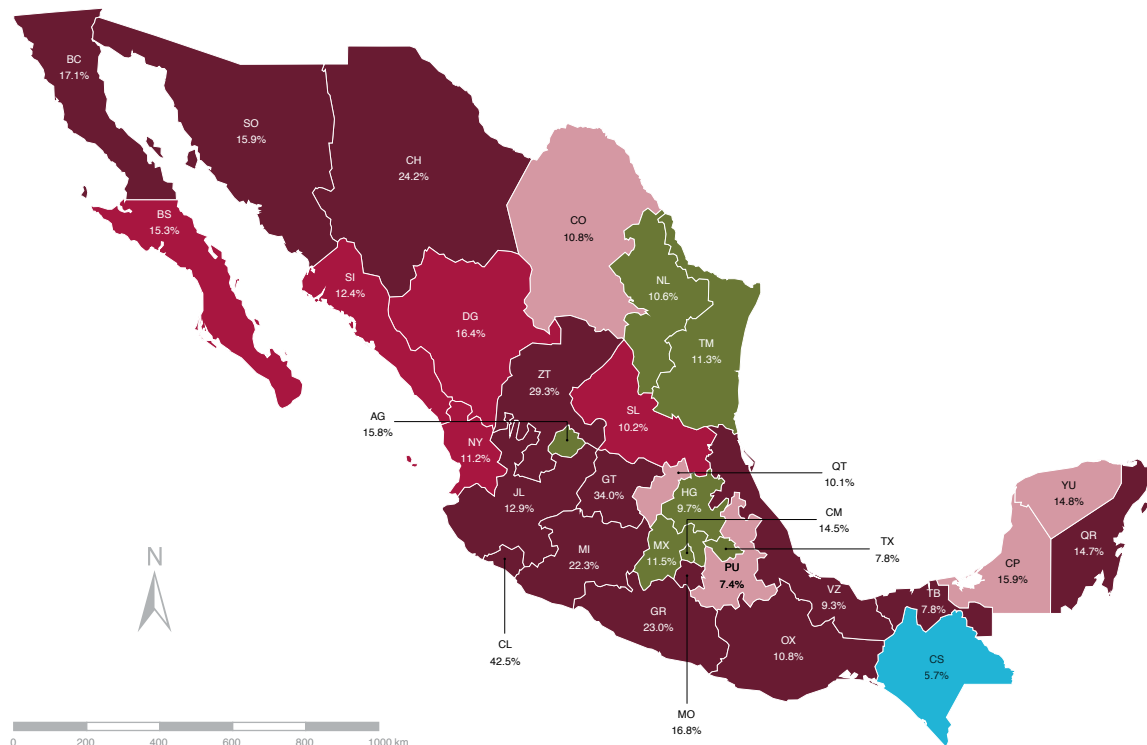 BC
17.1%
SO
15.9%
CH
24.2%
BS
15.3%
CO
10.8%
SI
12.4%
NL
10.6%
DG
16.4%
TM
11.3%
ZT
29.3%
AG
15.8%
SL
10.2%
NY
11.2%
QT
10.1%
GT
34.0%
JL
12.9%
HG
9.7%
CM
14.5%
YU
14.8%
QR
14.7%
TX
7.8%
MX
11.5%
MI
22.3%
PU
7.4%
CP
15.9%
N
VZ
9.3%
TB
7.8%
GR
23.0%
CL
42.5%
OX
10.8%
CS
5.7%
MO
16.8%
0 200 400 600 800 1000 km